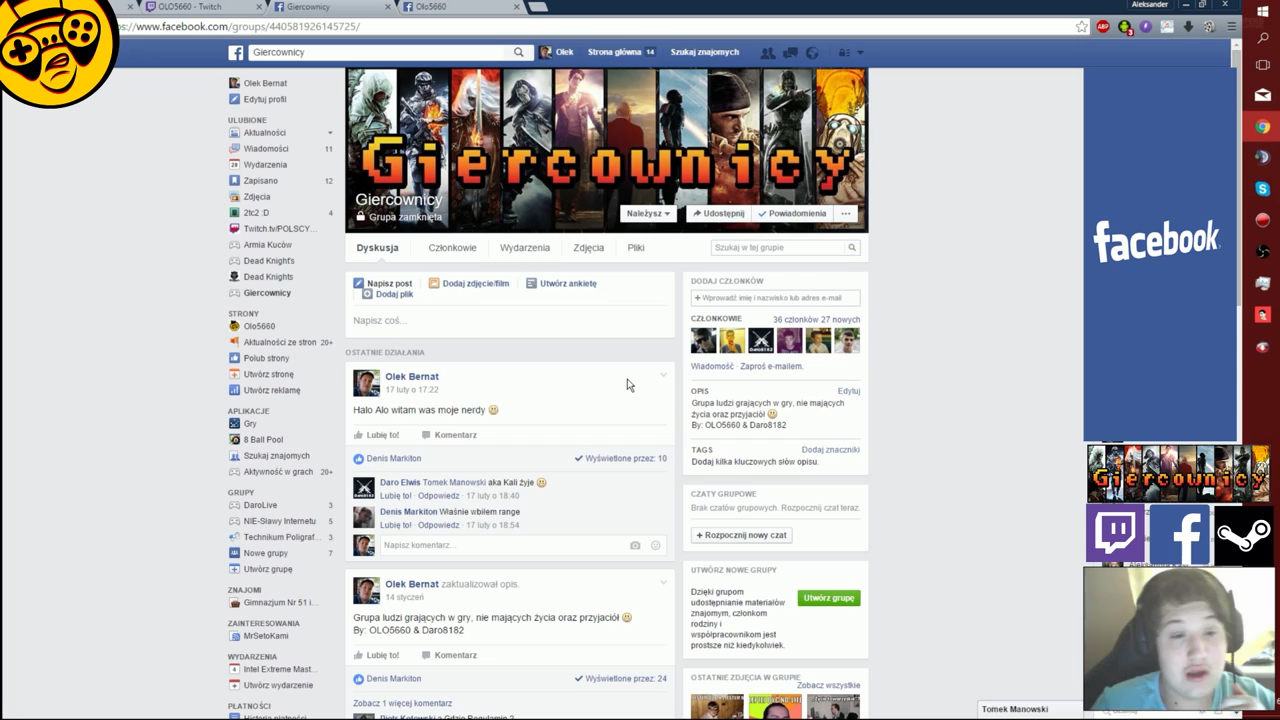 OLO5660 - Twitch
Giercownicy
Olo5660
Aleksander
https://www.facebook.com/groups/440581926145725/
Giercownicy
Olek
Strona główna 14
Szukaj znajomych
Olek Bernat
Edytuj profil
ULUBIONE
Aktualności
Wiadomości 11
Wydarzenia
Zapisano 12
Zdjęcia
2tc2 :D 4
Twitch.tv/POLSCY...
Armia Kuców
Dead Knight's
Dead Knights
Giercownicy
STRONY
Olo5660
Aktualności ze stron 20+
Polub strony
Utwórz stronę
Utwórz reklamę
APLIKACJE
Gry
8 Ball Pool
Szukaj znajomych
Aktywność w grach 20+
GRUPY
DaroLive 3
NIE-Sławy Internetu 5
Technikum Poligraf... 3
Nowe grupy 7
Utwórz grupę
ZNAJOMI
Gimnazjum Nr 51 i...
ZAINTERESOWANIA
MrSetoKami
WYDARZENIA
Intel Extreme Mast...
Utwórz wydarzenie
PŁATNOŚCI
Historia płatności
Giercownicy
Giercownicy
Grupa zamknięta
Należysz
Udostępnij
Powiadomienia
Dyskusja
Członkowie
Wydarzenia
Zdjęcia
Pliki
Szukaj w tej grupie
Napisz post
Dodaj zdjęcie/film
Utwórz ankietę
Dodaj plik
Napisz coś...
OSTATNIE DZIAŁANIA
Olek Bernat
17 luto o 17:22
Halo Alo witam was moje nerdy
Lubię to! Komentarz
Denis Markiton
Wyświetlone przez: 10
Daro Elwis Tomek Manowski aka Kali żyje
Lubię to! · Odpowiedz · 17 luto o 18:40
Denis Markiton Właśnie wbiłem range
Lubię to! · Odpowiedz · 17 luto o 18:54
Napisz komentarz...
Olek Bernat zaktualizował opis.
14 styczeń
Grupa ludzi grających w gry, nie mających życia oraz przyjaciół
By: OLO5660 & Daro8182
Lubię to! Komentarz
Denis Markiton
Wyświetlone przez: 24
Zobacz 1 więcej komentarz
DODAJ CZŁONKÓW
+ Wprowadź imię i nazwisko lub adres e-mail
CZŁONKOWIE
36 członków 27 nowych
Wiadomość · Zaproś e-mailem.
OPIS
Edytuj
Grupa ludzi grających w gry, nie mających
życia oraz przyjaciół
By: OLO5660 & Daro8182
TAGS
Dodaj znaczniki
Dodaj kilka kluczowych słów opisu.
CZATY GRUPOWE
Brak czatów grupowych. Rozpocznij czat teraz.
+ Rozpocznij nowy czat
UTWÓRZ NOWE GRUPY
Dzięki grupom
udostępnianie materiałów
znajomym, członkom
rodziny i
współpracownikom jest
prostsze niż kiedykolwiek.
Utwórz grupę
OSTATNIE ZDJĘCIA W GRUPIE
Zobacz wszystkie
facebook
Giercownicy
Tomek Manowski